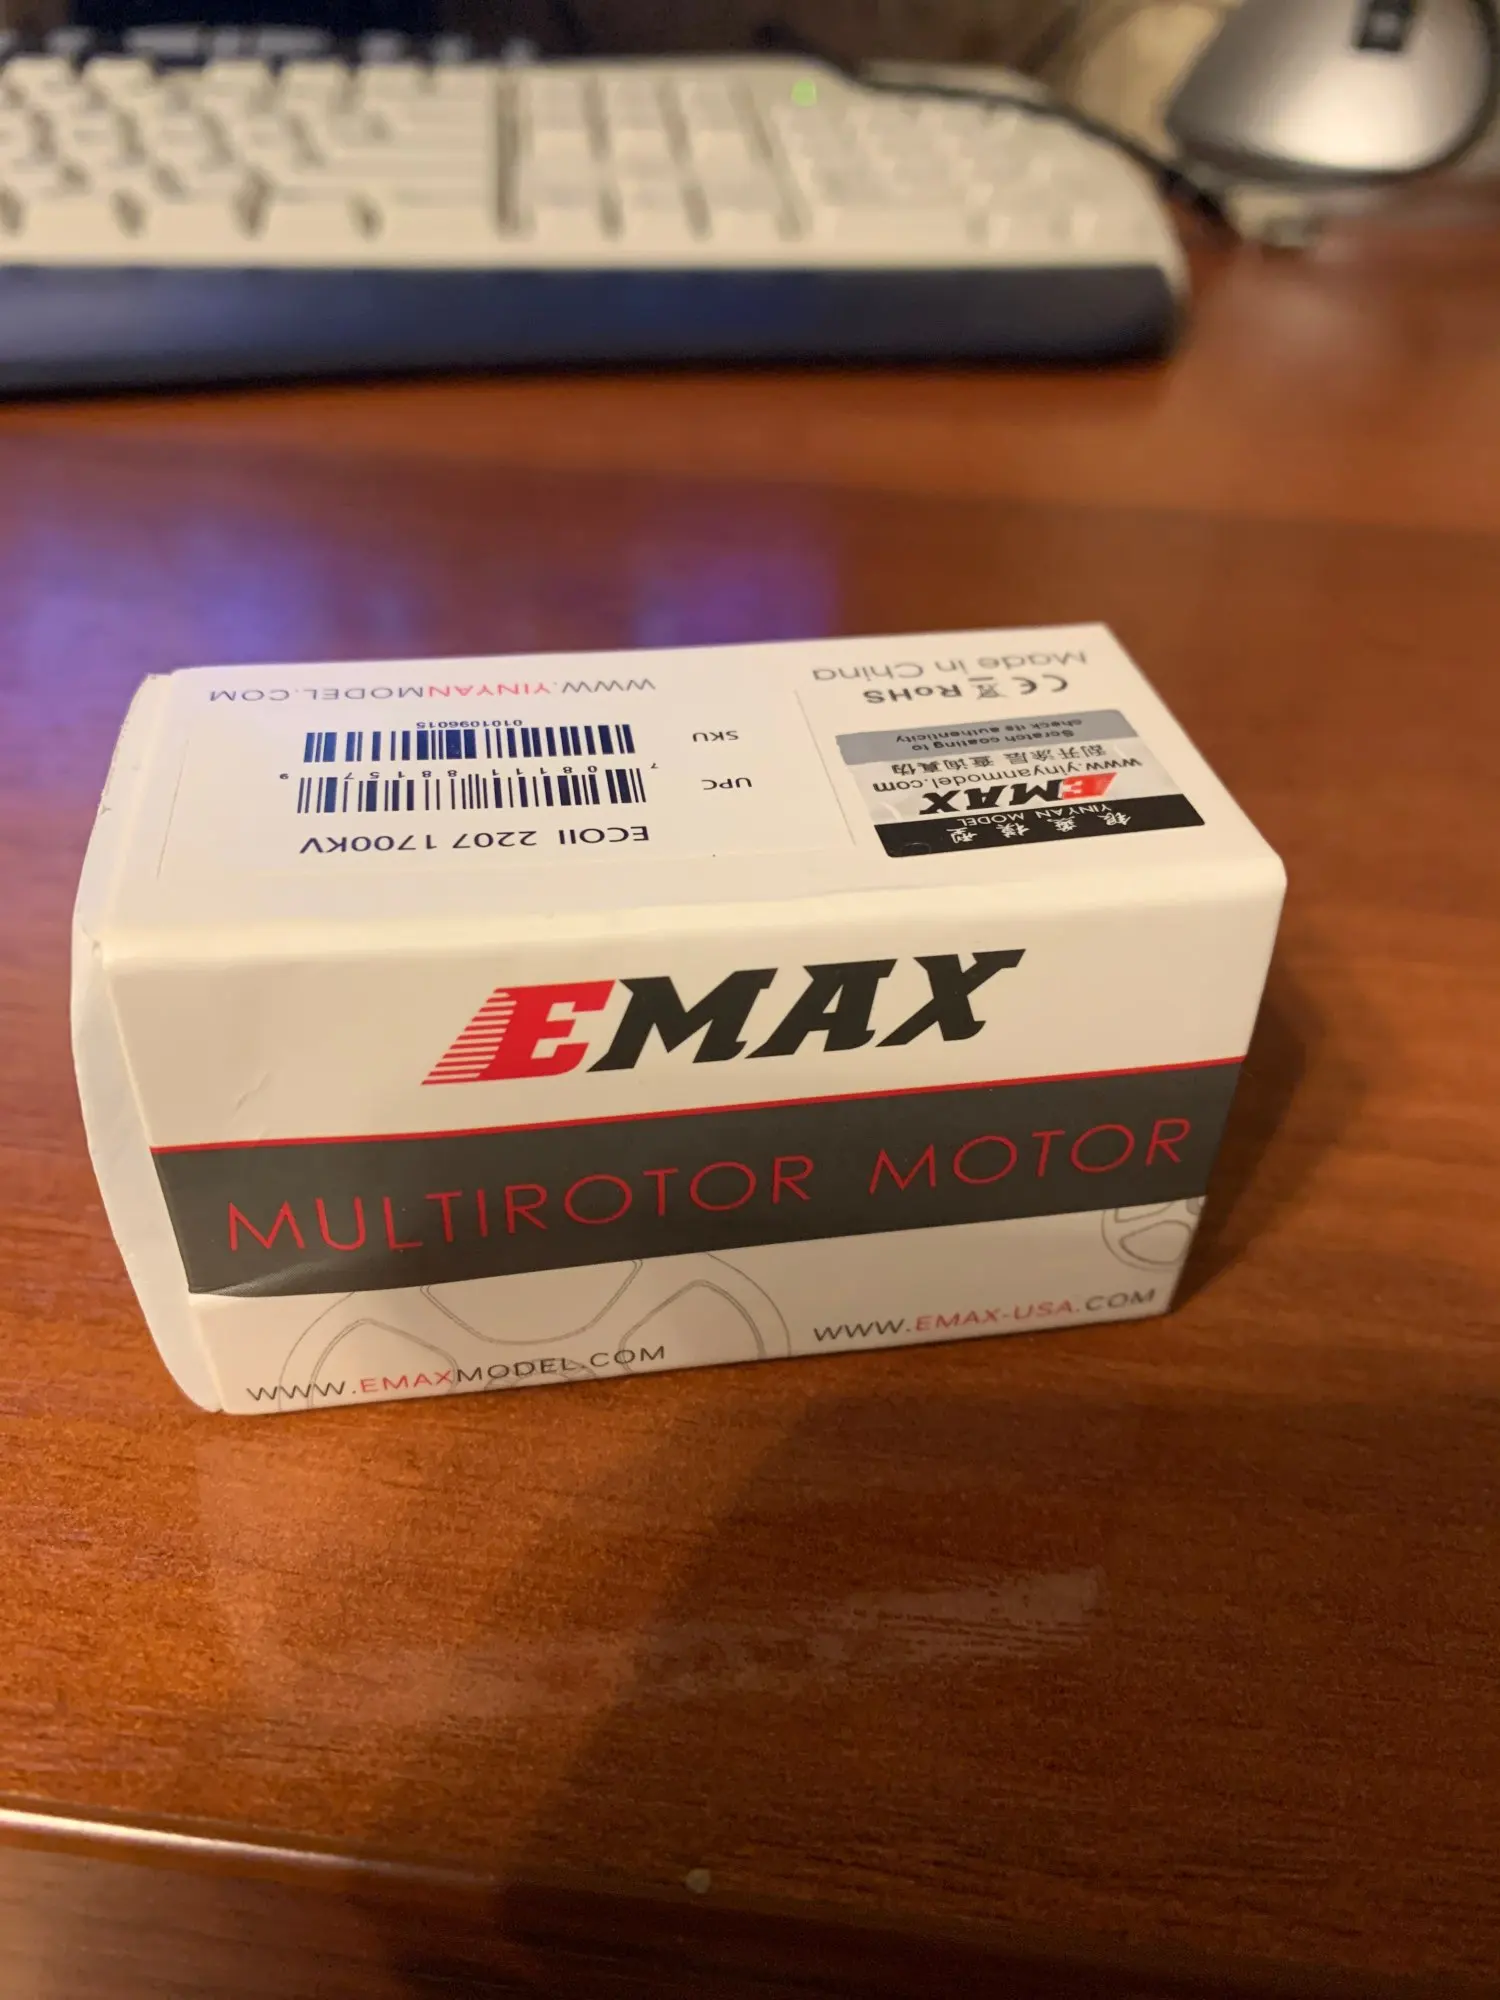 EMAX
MULTIROTOR MOTOR
WWW.EMAXMODEL.COM
WWW.EMAX-USA.COM
ECOII 2207 1700KV
UPC
7 08111 88157 9
SKU
0101096015
WWW.YINYANMODEL.COM
银燕模型
YINYAN MODEL
EMAX
www.yinyanmodel.com
刮开涂层 查询真伪
Scratch coating to
check its authenticity
CE RoHS
Made in China